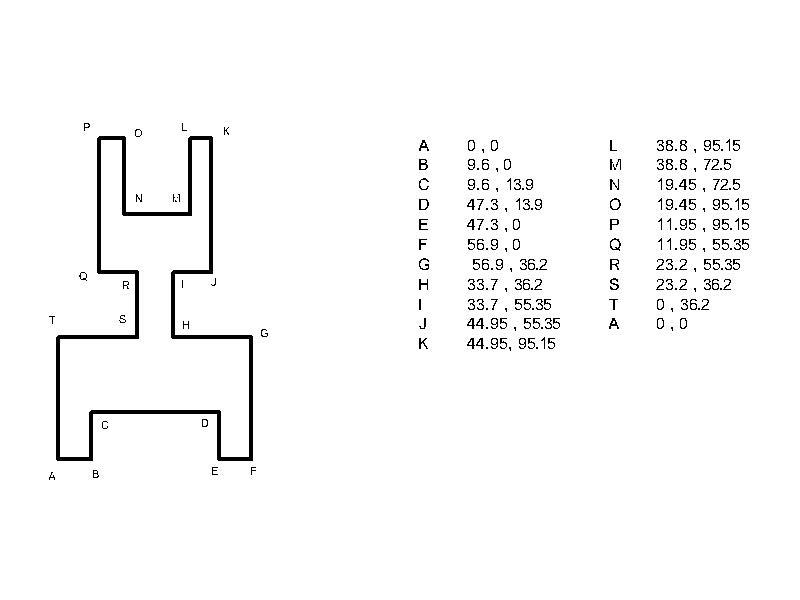 P O L K
N M
Q R I J
T S H G
C D
A B E F
A 0 , 0
B 9.6 , 0
C 9.6 , 13.9
D 47.3 , 13.9
E 47.3 , 0
F 56.9 , 0
G 56.9 , 36.2
H 33.7 , 36.2
I 33.7 , 55.35
J 44.95 , 55.35
K 44.95, 95.15
L 38.8 , 95.15
M 38.8 , 72.5
N 19.45 , 72.5
O 19.45 , 95.15
P 11.95 , 95.15
Q 11.95 , 55.35
R 23.2 , 55.35
S 23.2 , 36.2
T 0 , 36.2
A 0 , 0